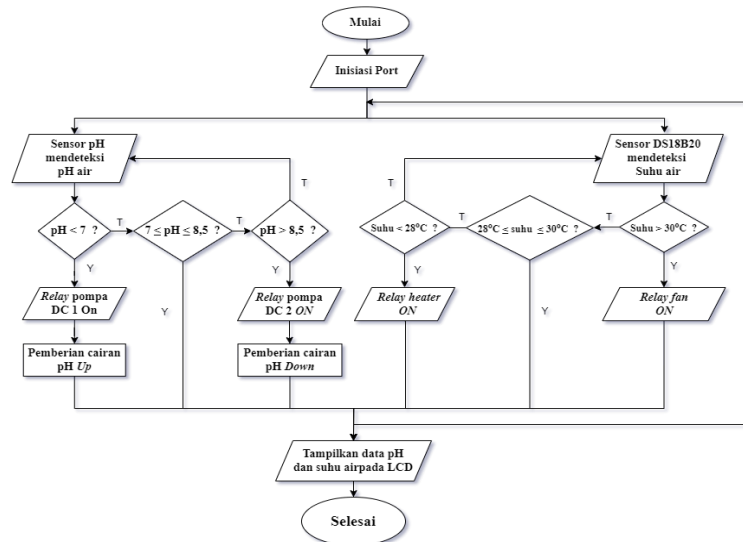 Mulai
Inisiasi Port
Sensor pH
mendeteksi
pH air
Sensor DS18B20
mendeteksi
Suhu air
T
T
pH < 7 ?
T
7 ≤ pH ≤ 8,5 ?
T
pH > 8,5 ?
Suhu < 28°C ?
T
28°C ≤ suhu ≤ 30°C ?
T
Suhu > 30°C ?
Y
Y
Y
Y
Y
Y
Relay pompa
DC 1 On
Relay pompa
DC 2 ON
Relay heater
ON
Relay fan
ON
Pemberian cairan
pH Up
Pemberian cairan
pH Down
Tampilkan data pH
dan suhu airpada LCD
Selesai